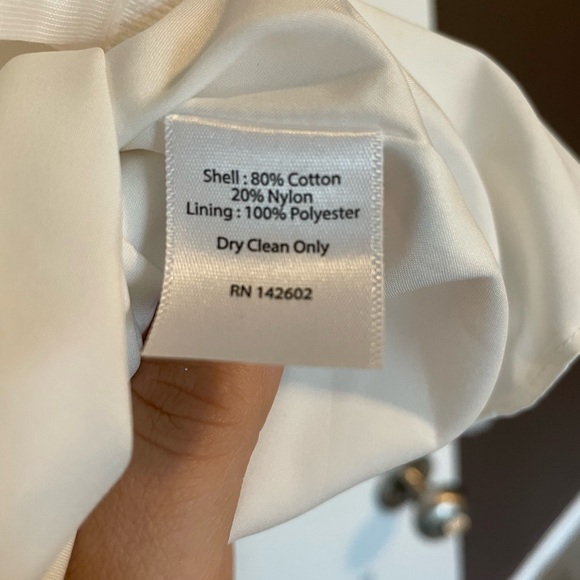 Shell : 80% Cotton
20% Nylon
Lining : 100% Polyester
Dry Clean Only
RN 142602